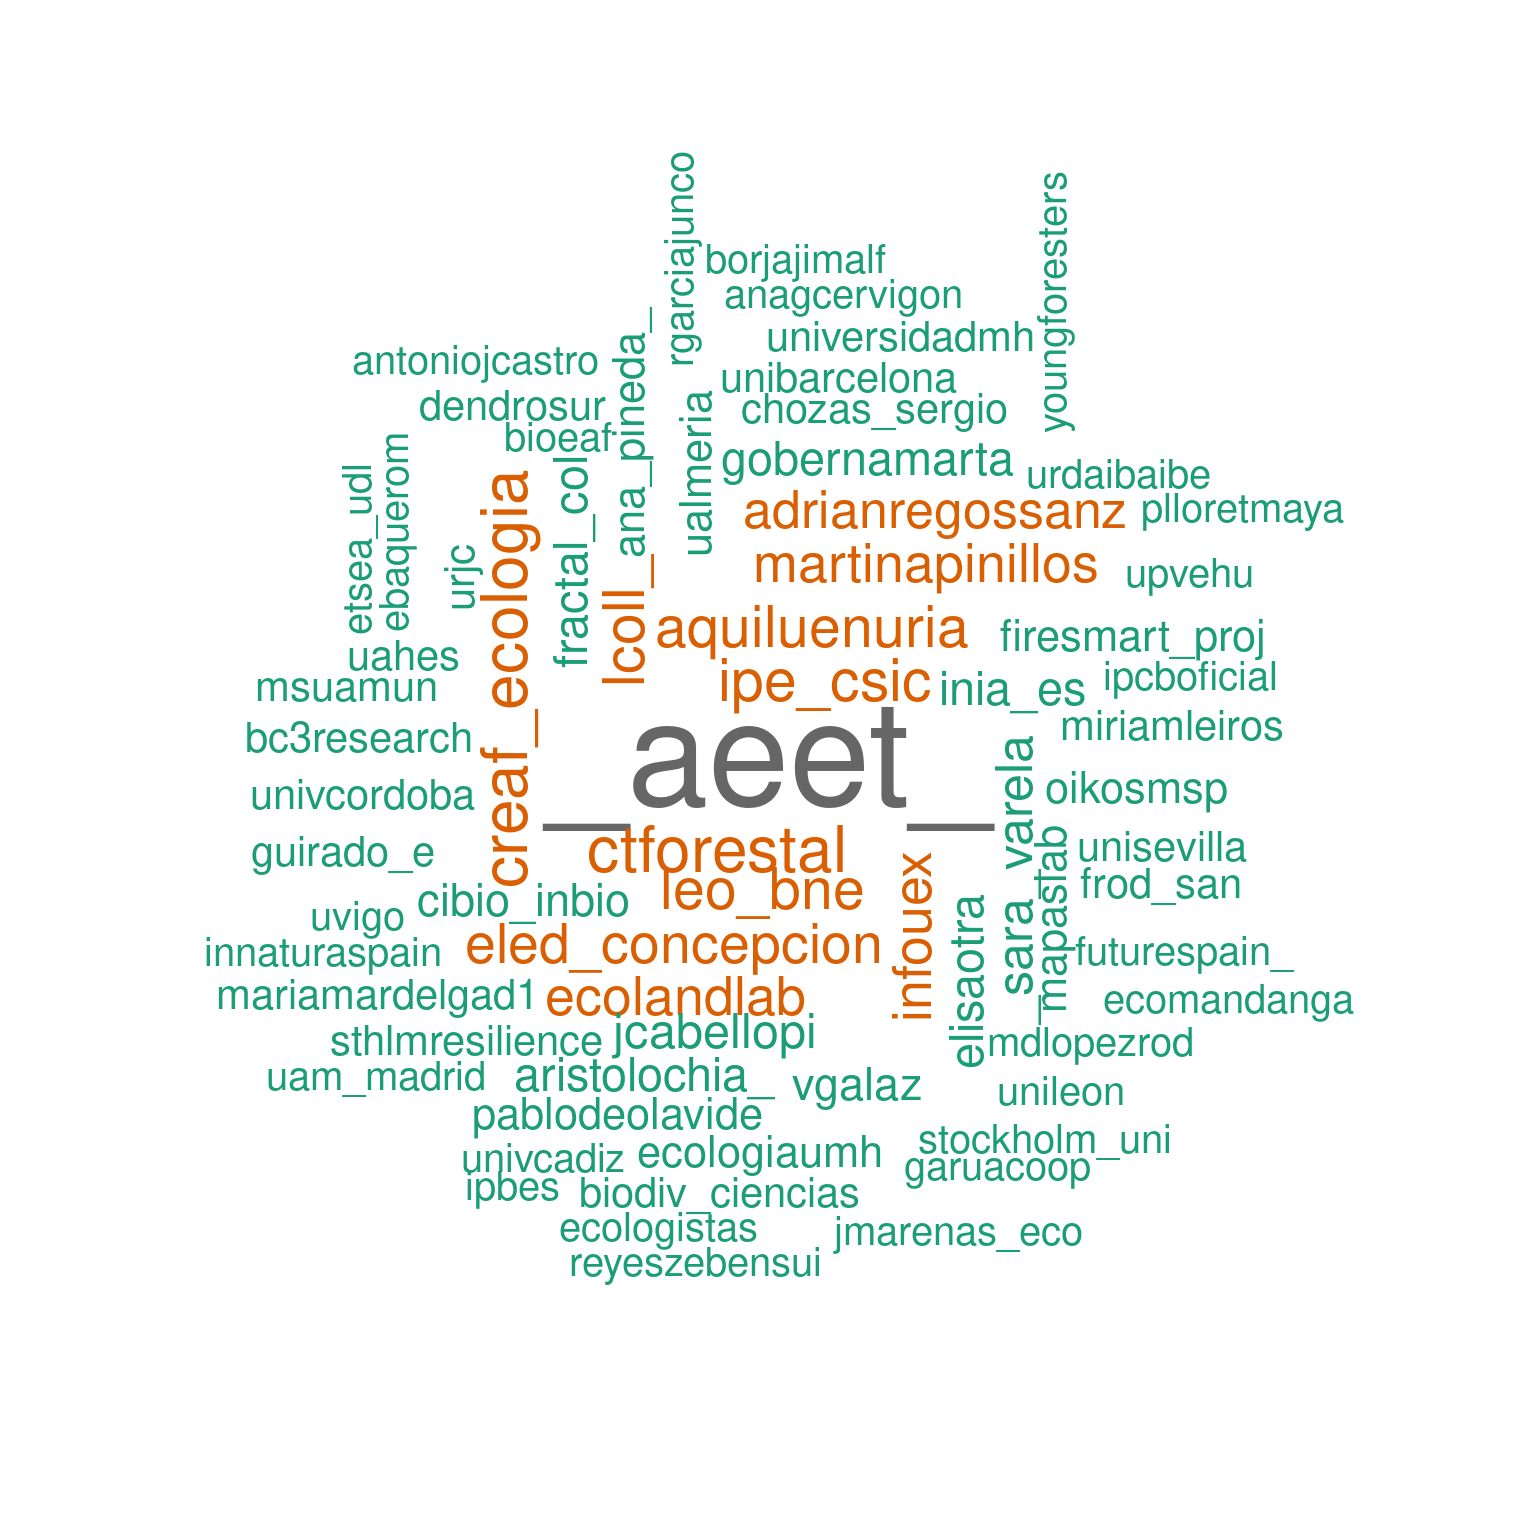 rgarciajunco
youngforesters
borjajimalf
anagcervigon
universidadmh
antoniojcastro
ana_pineda_
unibarcelona
dendrosur
chozas_sergio
ualmeria
bioeaf
etsea_udl
ebaquerom
fractal_col
gobernamarta
urdaibaibe
creaf_ecologia
adrianregossanz
plloretmaya
urjc
lcoll_
martinapinillos
upvehu
aquiluenuria
firesmart_proj
uahes
ipe_csic
inia_es
ipcboficial
msuamun
miriamleiros
bc3research
_aeet_
sara_varela
oikosmsp
univcordoba
guirado_e
ctforestal
unisevilla
leo_bne
infouex
_mapaslab
frod_san
cibio_inbio
elisaotra
uvigo
innaturaspain
eled_concepcion
futurespain_
mariamardelgad1
ecolandlab
ecomandanga
sthlmresilience
jcabellopi
mdlopezrod
uam_madrid
aristolochia_
vgalaz
unileon
pablodeolavide
stockholm_uni
univcadiz
ecologiaumh
garuacoop
ipbes
biodiv_ciencias
ecologistas
jmarenas_eco
reyeszebensui